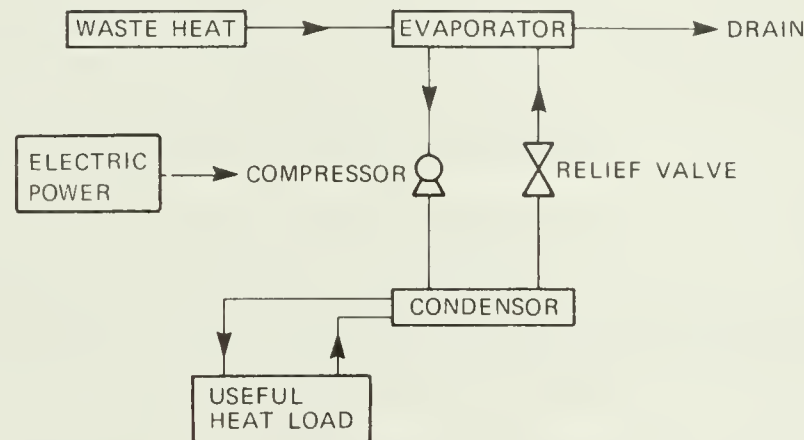 WASTE HEAT
EVAPORATOR
DRAIN
ELECTRIC
POWER
COMPRESSOR
RELIEF VALVE
CONDENSOR
USEFUL
HEAT LOAD